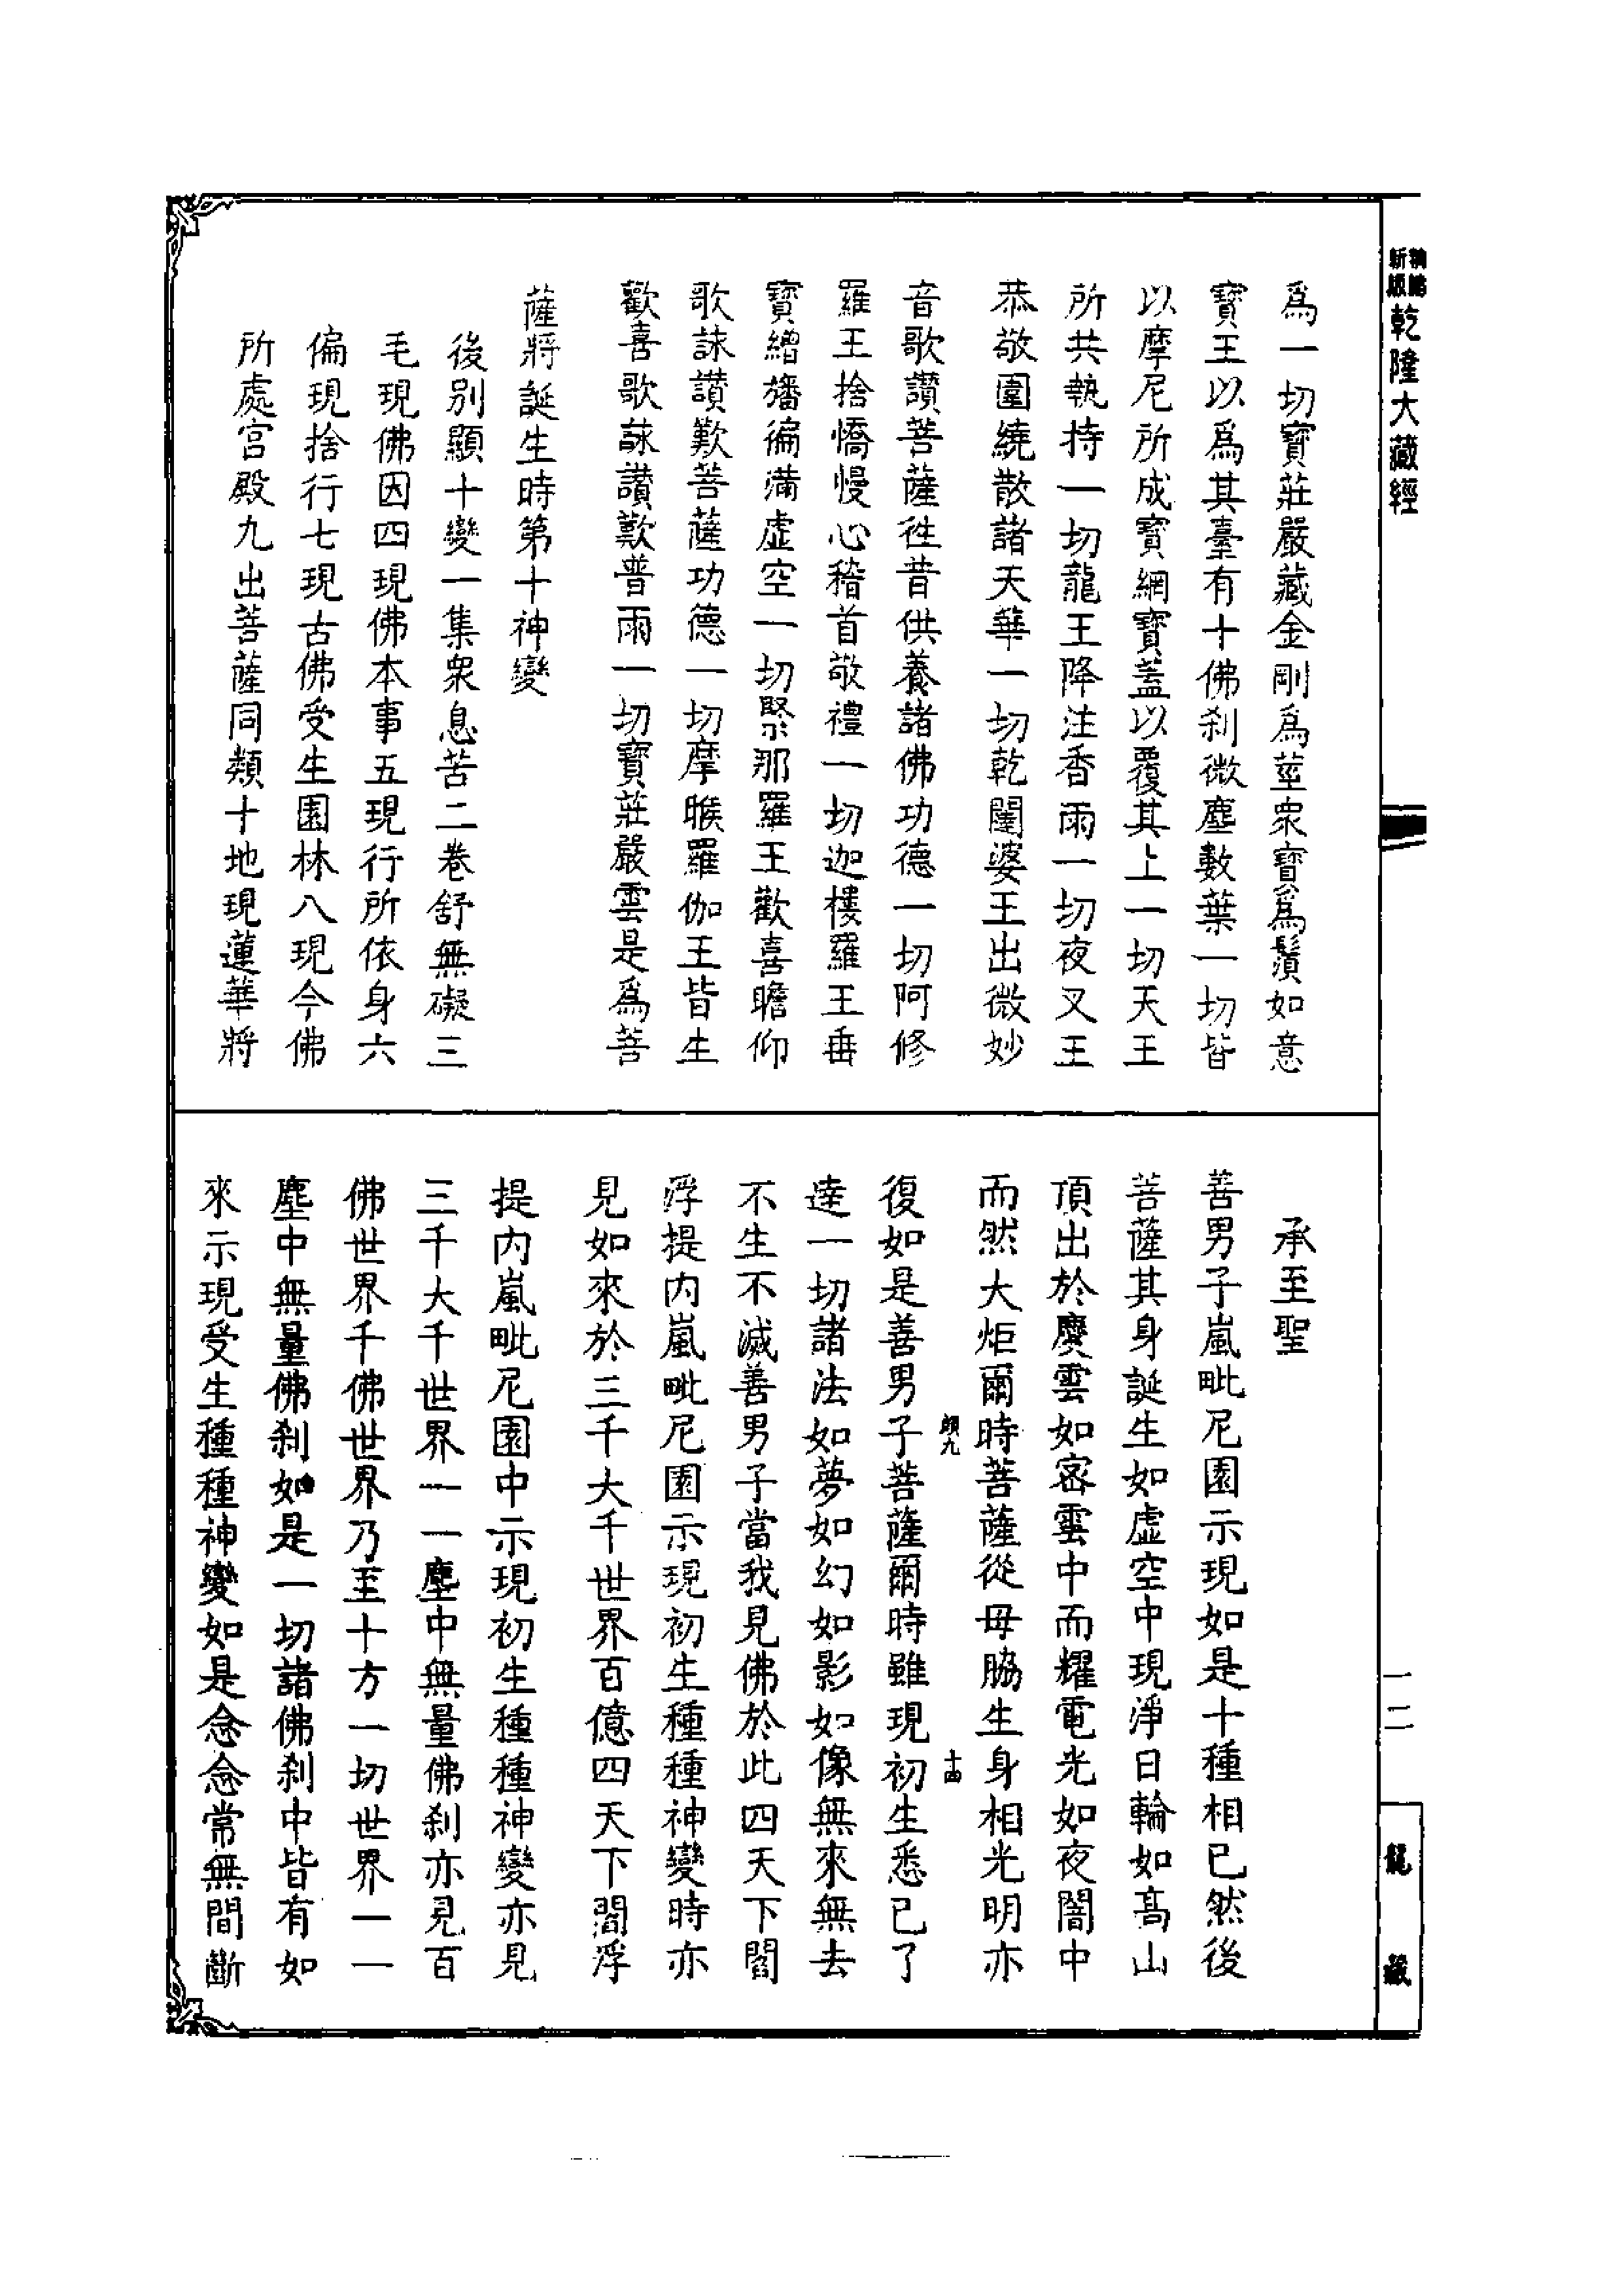 爲一切寳莊嚴藏金剛爲莖衆寳爲鬚如意
寳王以爲其臺有十佛刹微塵數葉一切皆
以摩尼所成寳網寳蓋以覆其上一切天王
所共執持一切龍王降注香雨一切夜叉王
恭敬圍繞散諸天華一切乾闥婆王出微妙
音歌讚菩薩徃昔供養諸佛功德一切阿修
羅王捨憍慢心稽首敬禮一切迦樓羅王垂
寳繒旛徧滿虛空一切緊那羅王歡喜瞻仰
歌詠讚歎菩薩功德一切摩睺羅伽王皆生
歡喜歌詠讚歎普雨一切寳莊嚴雲是爲菩
薩將誕生時第十神變
後别顯十變一集衆息苦二卷舒無礙三
毛現佛因四現佛本事五現行所依身六
偏現捨行七現古佛受生園林八現今佛
所處宫殿九出菩薩同類十地現蓮華將
承至聖
善男子嵐毗尼園示現如是十種相已然後
菩薩其身誕生如虛空中現淨日輪如髙山
頂出於慶雲如密雲中而耀電光如夜闇中
而然大炬爾時菩薩從母脇生身相光明亦
復如是善男子菩薩爾時雖現初生悉已了
達一切諸法如夢如幻如影如像無來無去
不生不滅善男子當我見佛於此四天下閻
浮提内嵐毗尼園示現初生種種神變時亦
見如來於三千大千世界百億四天下閻浮
提内嵐毗尼園中示現初生種種神變亦見
三千大千世界一一塵中無量佛刹亦見百
佛世界千佛世界乃至十方一切世界一一
塵中無量佛刹如是一切諸佛刹中皆有如
來示現受生種種神變如是念念常無間斷
十四
新版
乾隆大藏經
一二
龍藏